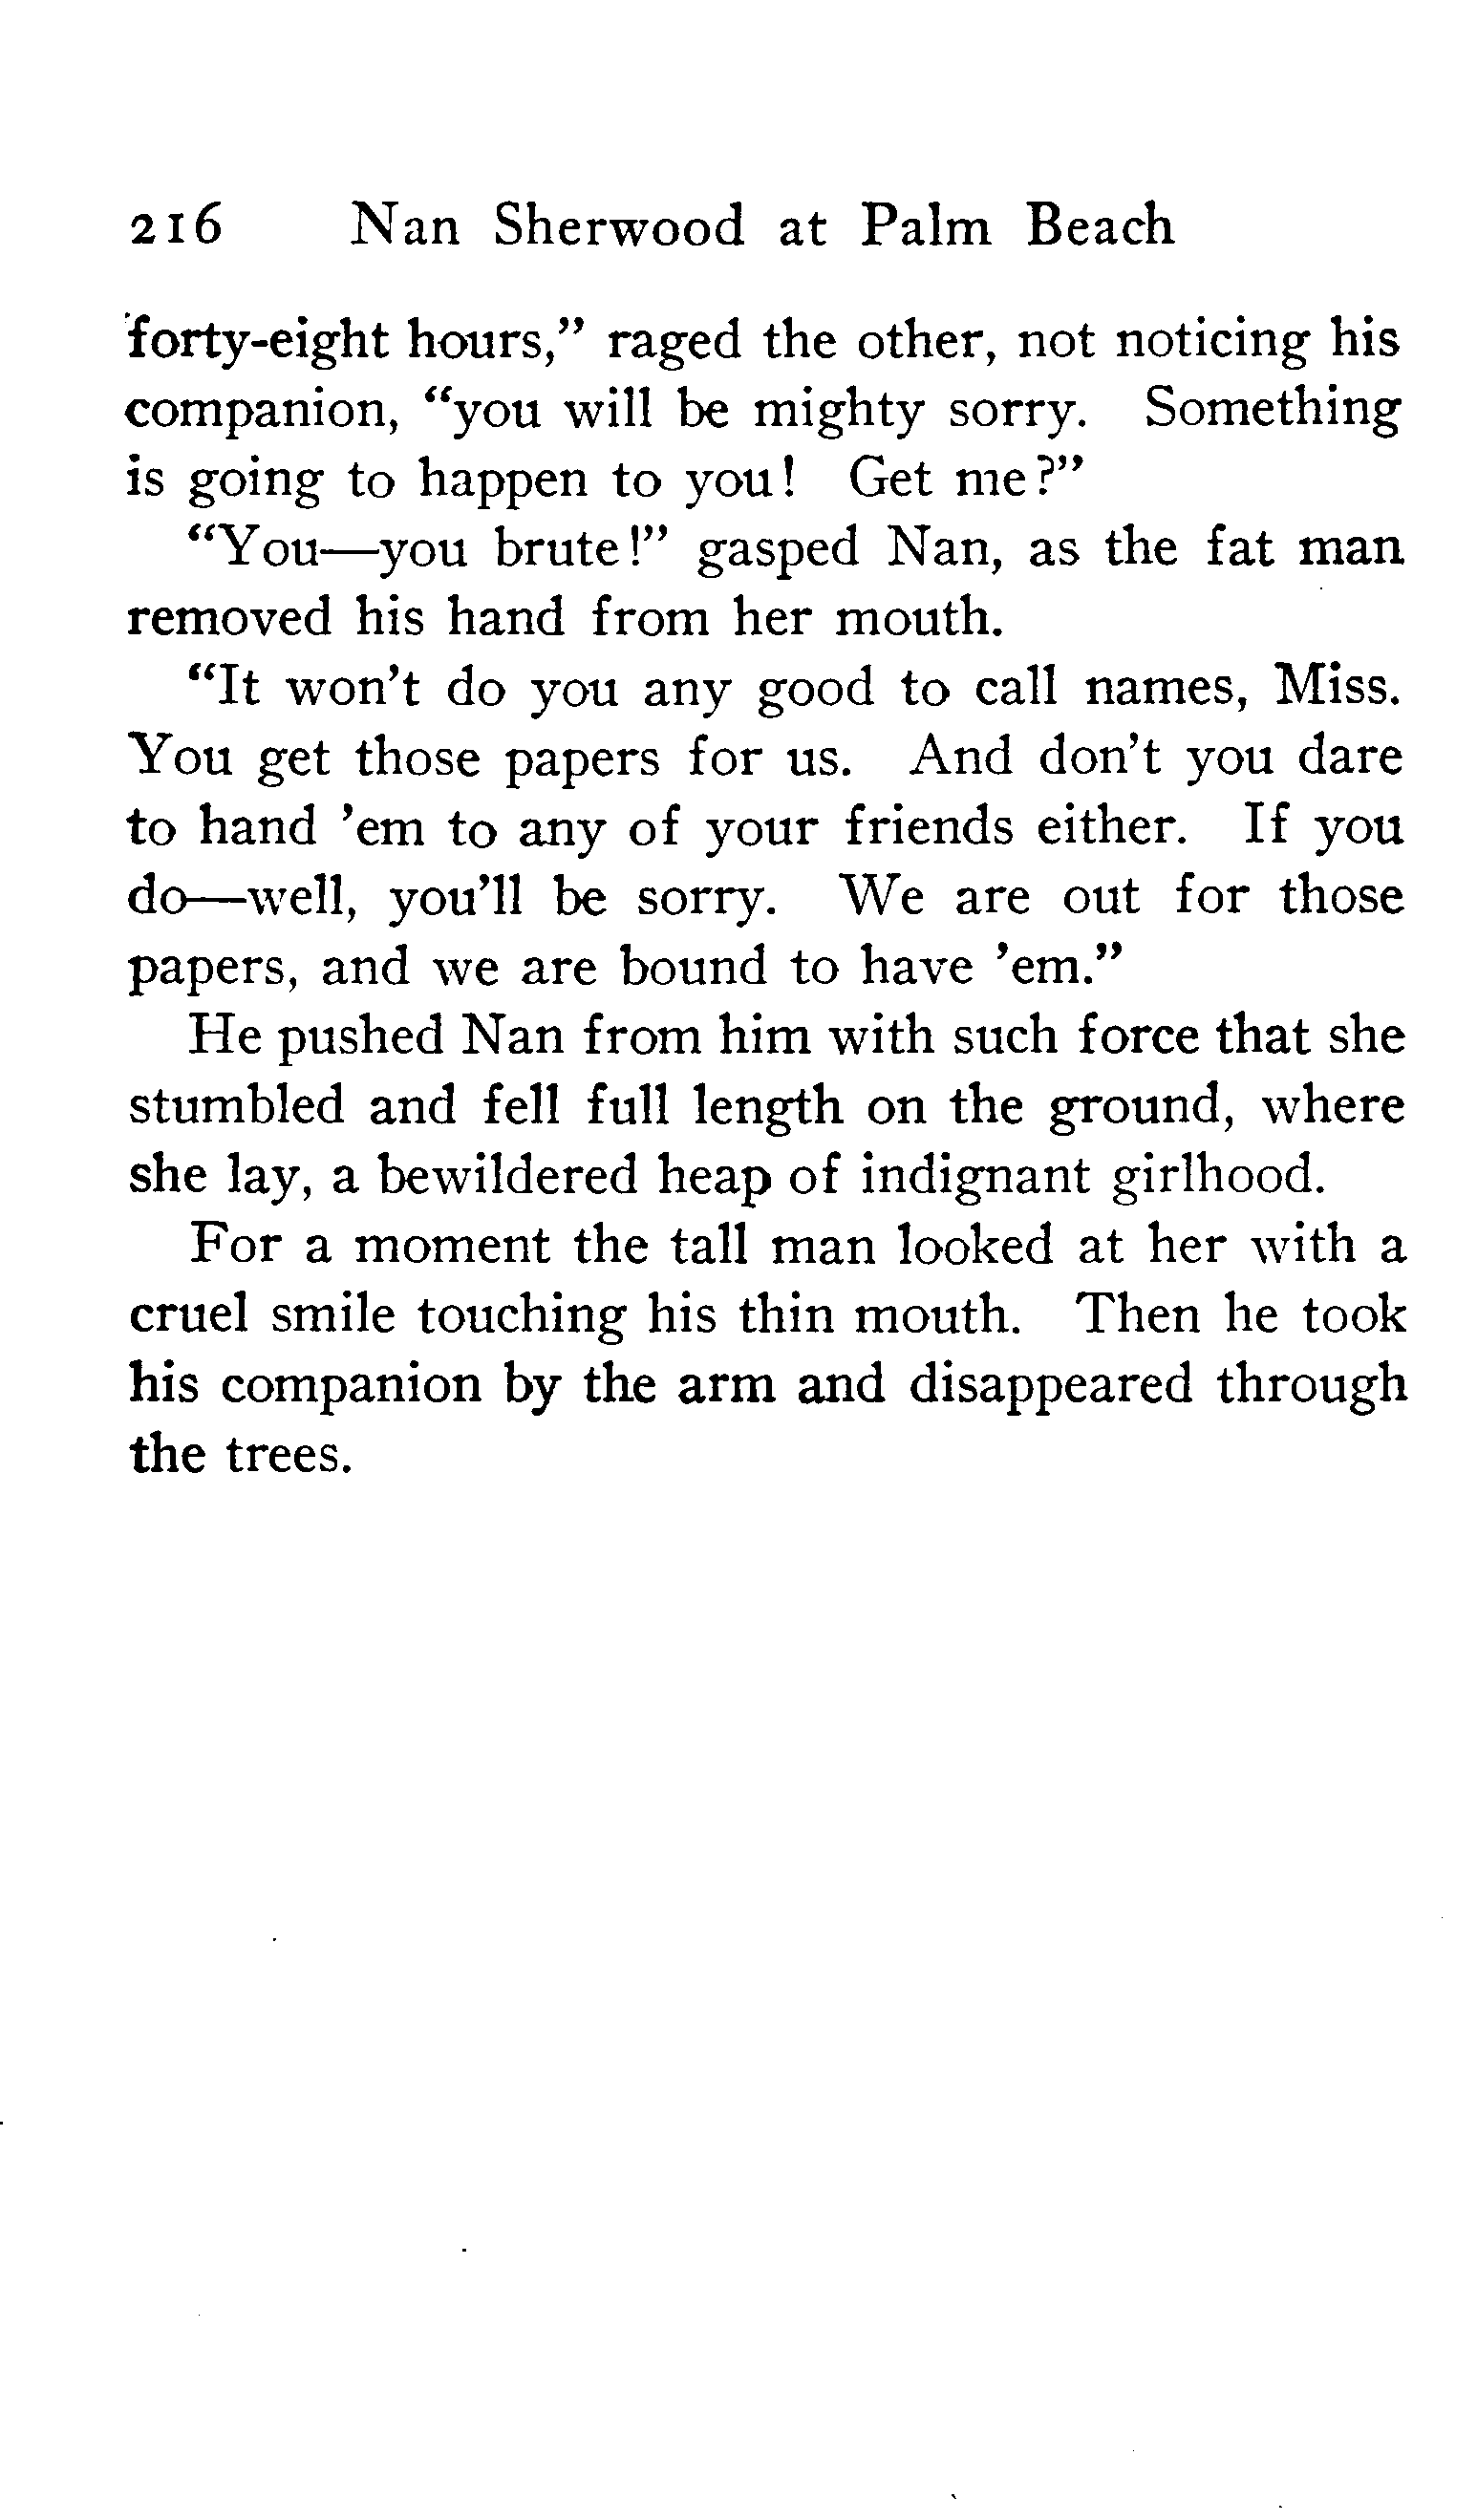 216 Nan Sherwood at Palm Beach
forty-eight hours,” raged the other, not noticing his
companion, “you will be mighty sorry. Something
is going to happen to you! Get me?”
“You—you brute!” gasped Nan, as the fat man
removed his hand from her mouth.
“It won’t do you any good to call names, Miss.
You get those papers for us. And don’t you dare
to hand ’em to any of your friends either. If you
do—well, you’ll be sorry. We are out for those
papers, and we are bound to have ’em.”
He pushed Nan from him with such force that she
stumbled and fell full length on the ground, where
she lay, a bewildered heap of indignant girlhood.
For a moment the tall man looked at her with a
cruel smile touching his thin mouth. Then he took
his companion by the arm and disappeared through
the trees.